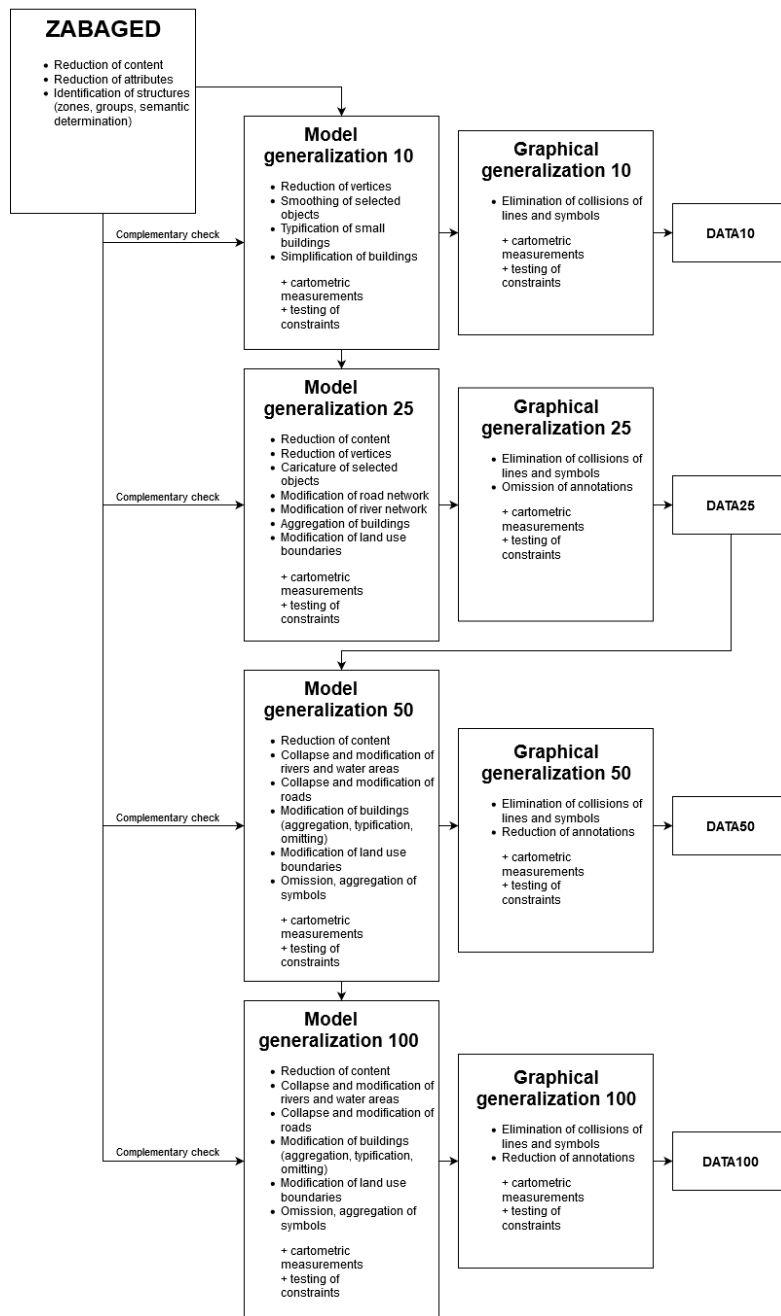 ZABAGED
• Reduction of content
• Reduction of attributes
• Identification of structures
(zones, groups, semantic
determination)
Model
generalization 10
• Reduction of vertices
• Smoothing of selected
objects
• Typification of small
buildings
• Simplification of buildings
+ cartometric
measurements
+ testing of
constraints
Graphical
generalization 10
• Elimination of collisions of
lines and symbols
+ cartometric
measurements
+ testing of
constraints
DATA10
Complementary check
Model
generalization 25
• Reduction of content
• Reduction of vertices
• Caricature of selected
objects
• Modification of road network
• Modification of river network
• Aggregation of buildings
• Modification of land use
boundaries
+ cartometric
measurements
+ testing of
constraints
Graphical
generalization 25
• Elimination of collisions of
lines and symbols
• Omission of annotations
+ cartometric
measurements
+ testing of
constraints
DATA25
Complementary check
Model
generalization 50
• Reduction of content
• Collapse and modification of
rivers and water areas
• Collapse and modification of
roads
• Modification of buildings
(aggregation, typification,
omitting)
• Modification of land use
boundaries
• Omission, aggregation of
symbols
+ cartometric
measurements
+ testing of
constraints
Graphical
generalization 50
• Elimination of collisions of
lines and symbols
• Reduction of annotations
+ cartometric
measurements
+ testing of
constraints
DATA50
Complementary check
Model
generalization 100
• Reduction of content
• Collapse and modification of
rivers and water areas
• Collapse and modification of
roads
• Modification of buildings
(aggregation, typification,
omitting)
• Modification of land use
boundaries
• Omission, aggregation of
symbols
+ cartometric
measurements
+ testing of
constraints
Graphical
generalization 100
• Elimination of collisions of
lines and symbols
• Reduction of annotations
+ cartometric
measurements
+ testing of
constraints
DATA100
Complementary check